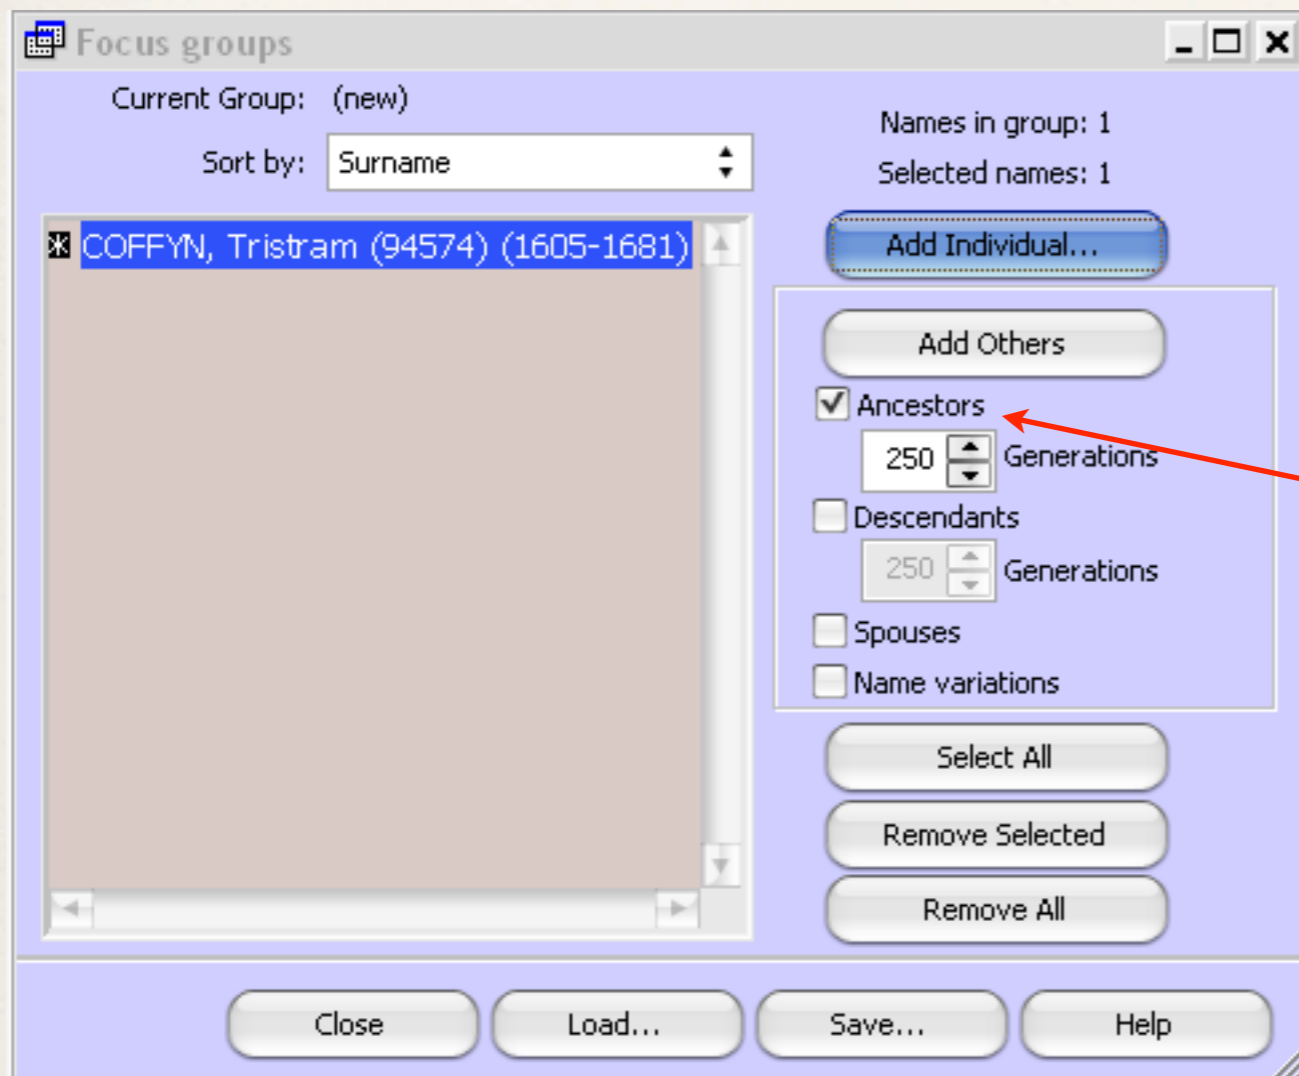 Focus groups
Current Group: (new)
Sort by: Surname
* COFFYN, Tristram (94574) (1605-1681)
Names in group: 1
Selected names: 1
Add Individual...
Add Others
Ancestors
250 Generations
Descendants
250 Generations
Spouses
Name variations
Select All
Remove Selected
Remove All
Close Load... Save... Help